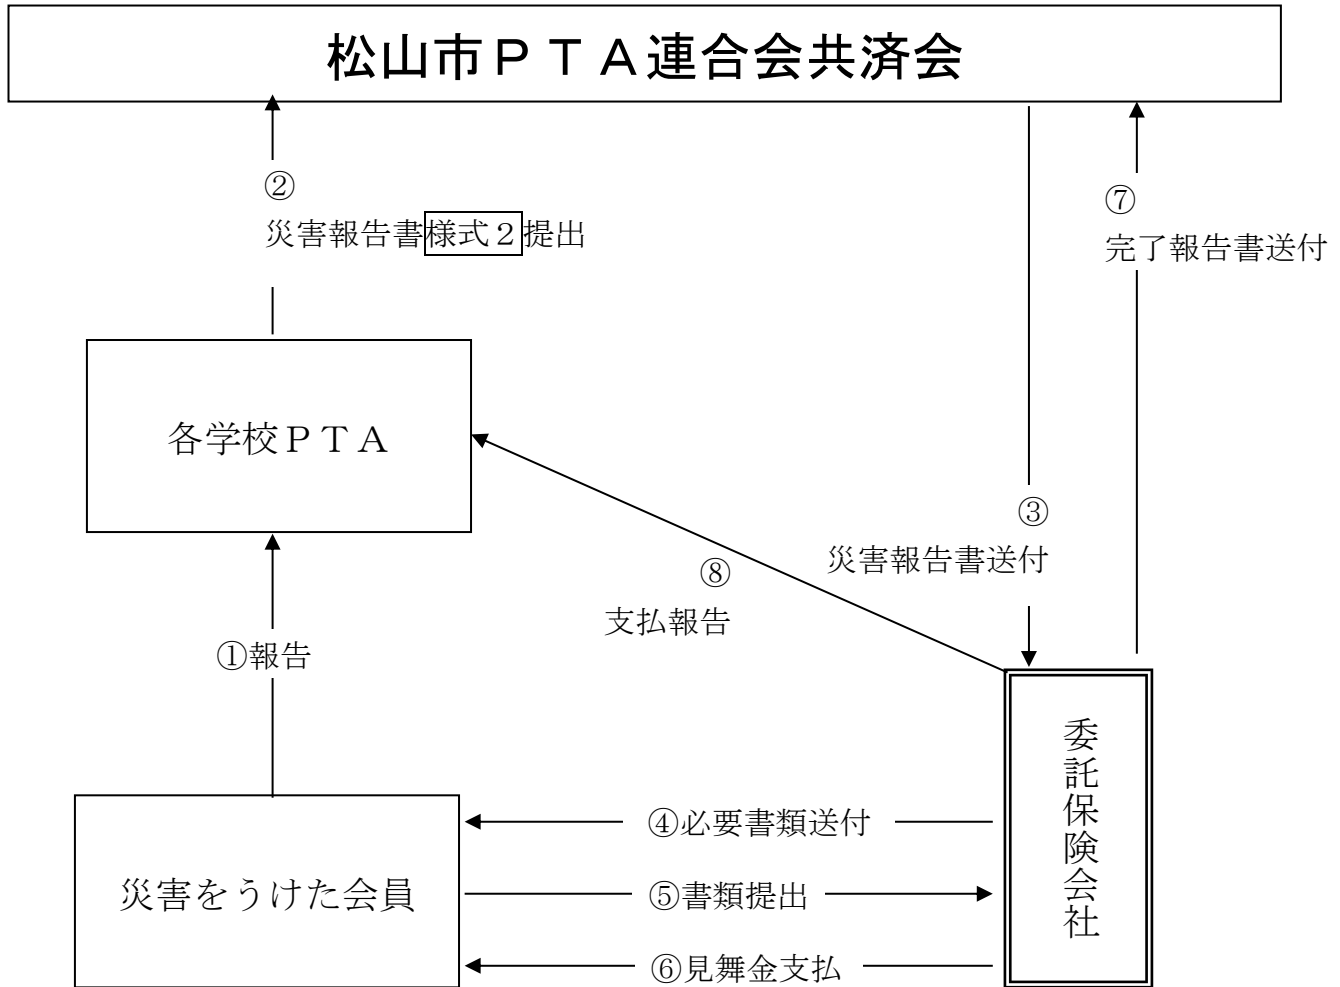 松山市ＰＴＡ連合会共済会
②
災害報告書様式２提出
⑦
完了報告書送付
各学校ＰＴＡ
③
災害報告書送付
⑧
支払報告
①報告
委託保険会社
④必要書類送付
災害をうけた会員
⑤書類提出
⑥見舞金支払